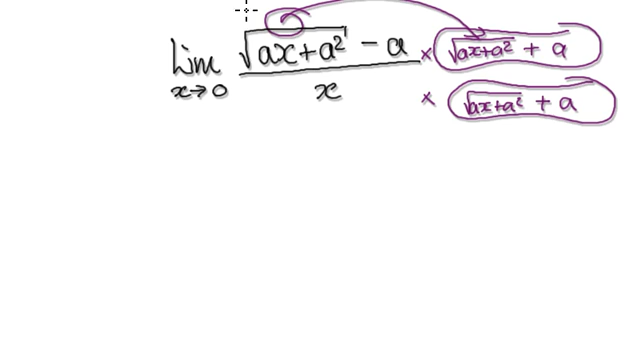 √(ax+a²) - a × √(ax+a²) + a
lim x→0
x × √(ax+a²) + a